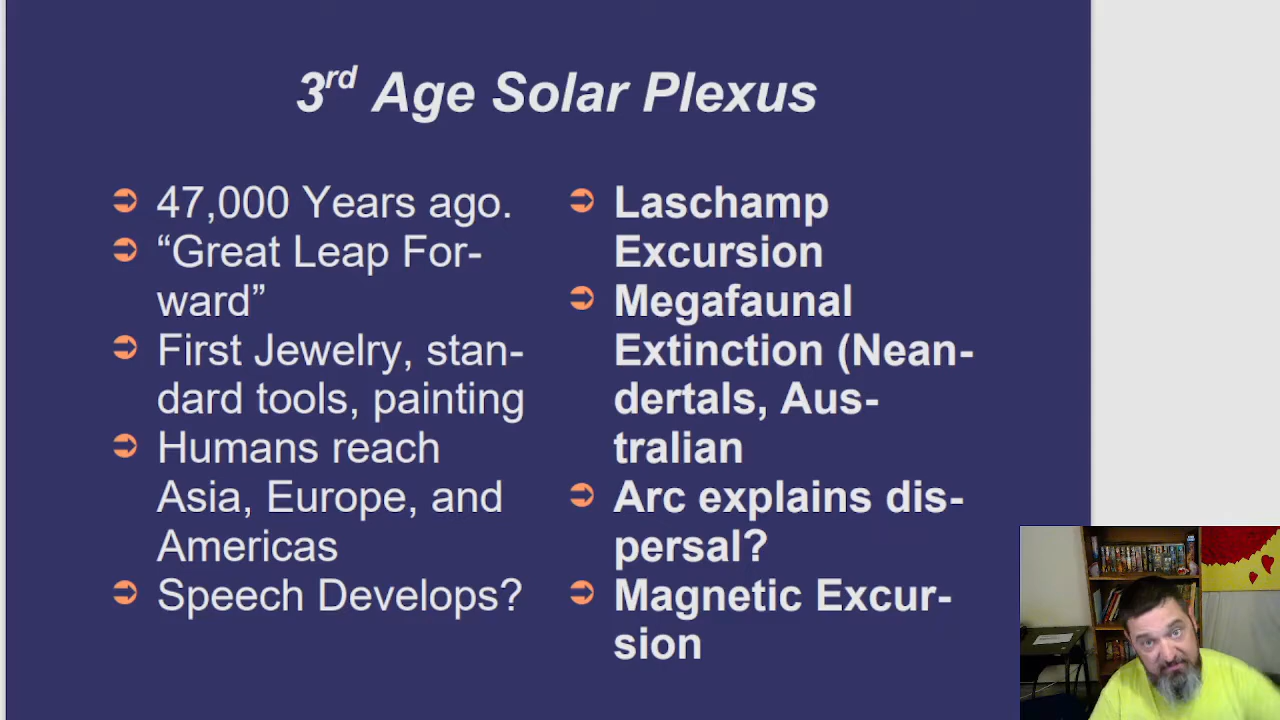 3rd Age Solar Plexus
47,000 Years ago.
“Great Leap For-
ward”
First Jewelry, stan-
dard tools, painting
Humans reach
Asia, Europe, and
Americas
Speech Develops?
Laschamp
Excursion
Megafaunal
Extinction (Nean-
dertals, Aus-
tralian
Arc explains dis-
persal?
Magnetic Excur-
sion